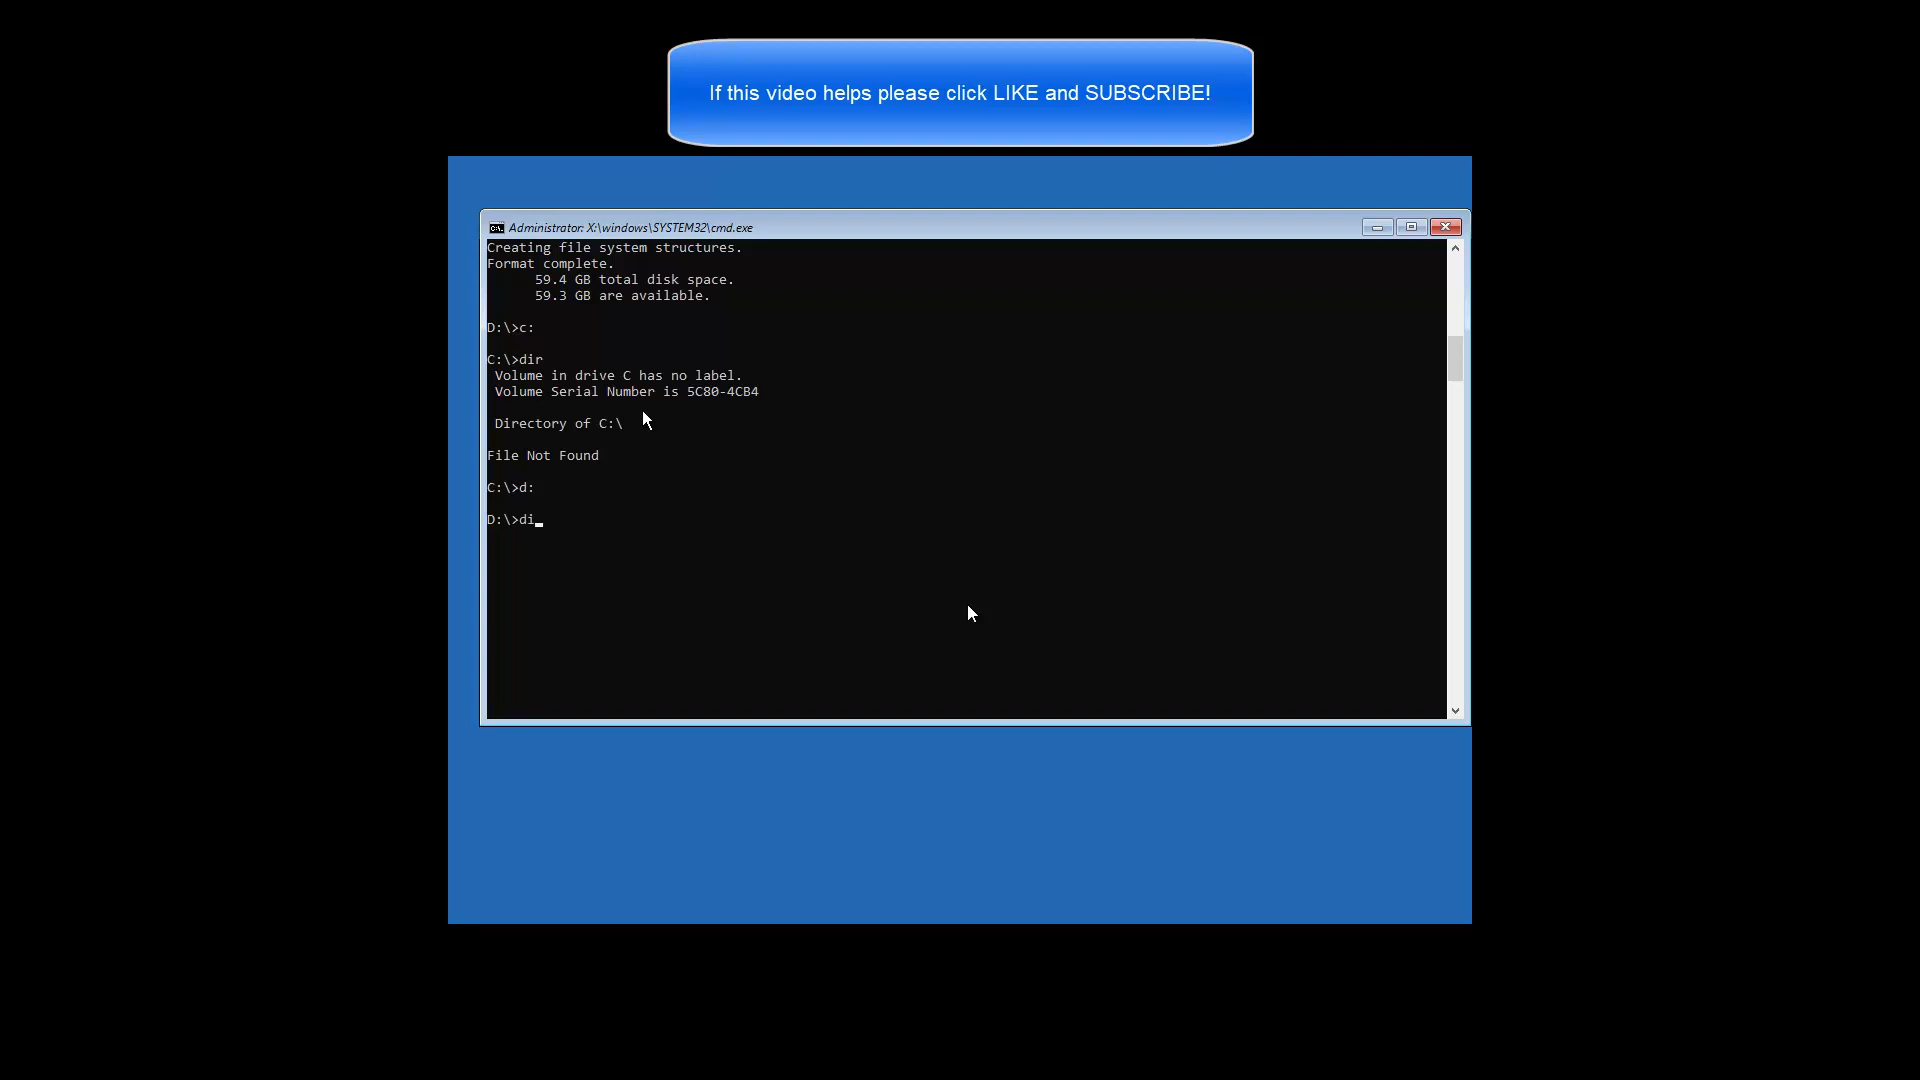 If this video helps please click LIKE and SUBSCRIBE!
Administrator: X:\windows\SYSTEM32\cmd.exe
Creating file system structures.
Format complete.
59.4 GB total disk space.
59.3 GB are available.
D:\>c:
C:\>dir
Volume in drive C has no label.
Volume Serial Number is 5C80-4CB4
Directory of C:\
File Not Found
C:\>d:
D:\>di